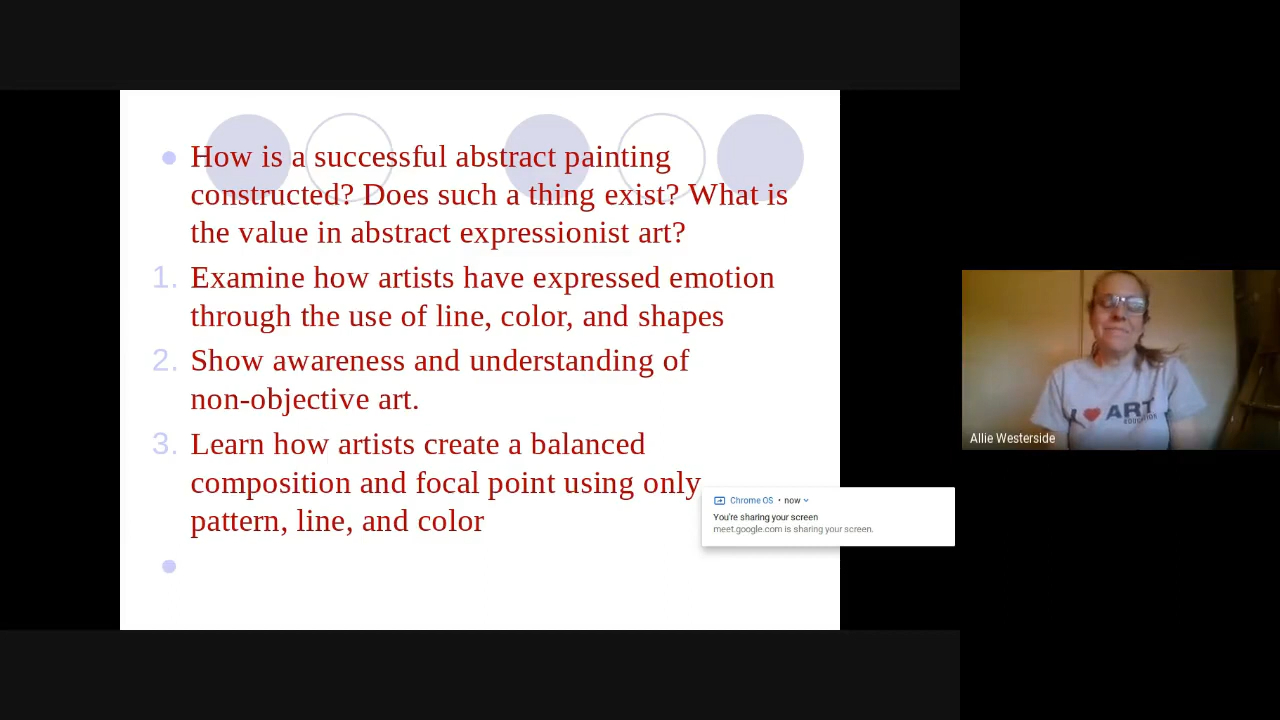 How is a successful abstract painting
constructed? Does such a thing exist? What is
the value in abstract expressionist art?
1. Examine how artists have expressed emotion
through the use of line, color, and shapes
2. Show awareness and understanding of
non-objective art.
3. Learn how artists create a balanced
composition and focal point using only
pattern, line, and color
Chrome OS • now
You're sharing your screen
meet.google.com is sharing your screen.
I ❤ ART
EDUCATION
Allie Westerside